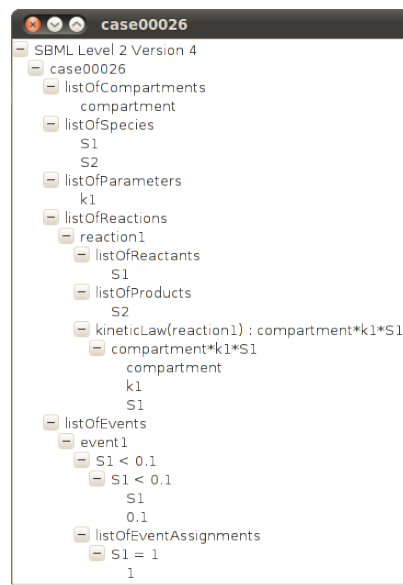 case00026
SBML Level 2 Version 4
case00026
listOfCompartments
compartment
listOfSpecies
S1
S2
listOfParameters
k1
listOfReactions
reaction1
listOfReactants
S1
listOfProducts
S2
kineticLaw(reaction1) : compartment*k1*S1
compartment*k1*S1
compartment
k1
S1
listOfEvents
event1
S1 < 0.1
S1 < 0.1
S1
0.1
listOfEventAssignments
S1 = 1
1